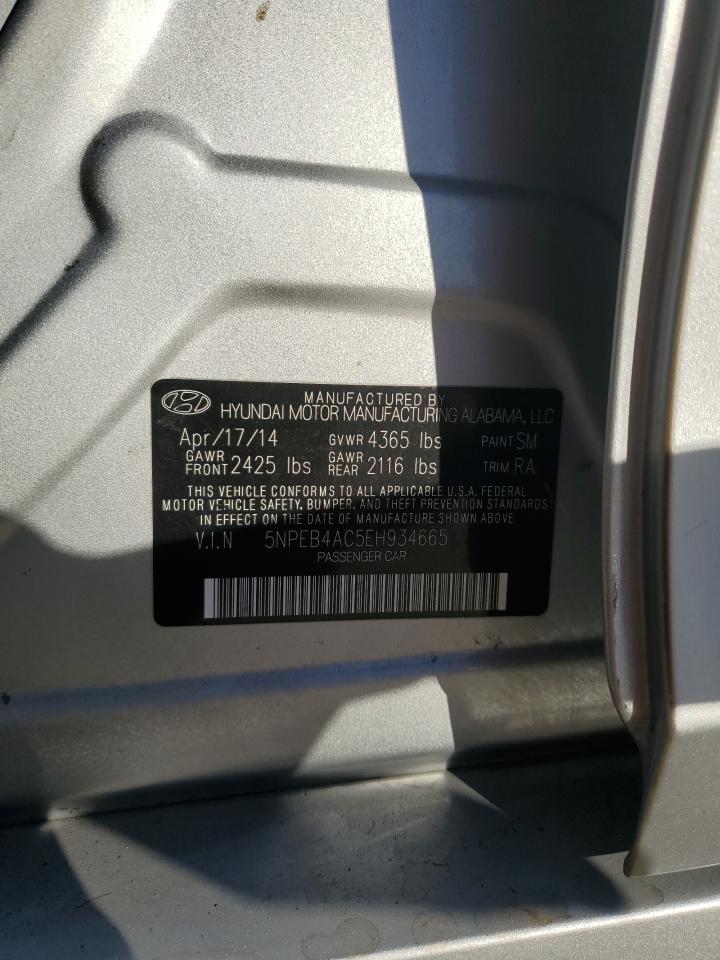 MANUFACTURED BY
HYUNDAI MOTOR MANUFACTURING ALABAMA, LLC
Apr/17/14 GVWR 4365 lbs PAINT SM
GAWR FRONT 2425 lbs GAWR REAR 2116 lbs TRIM RA
THIS VEHICLE CONFORMS TO ALL APPLICABLE U.S.A. FEDERAL
MOTOR VEHICLE SAFETY, BUMPER, AND THEFT PREVENTION STANDARDS
IN EFFECT ON THE DATE OF MANUFACTURE SHOWN ABOVE
V.I.N 5NPEB4AC5EH934665
PASSENGER CAR